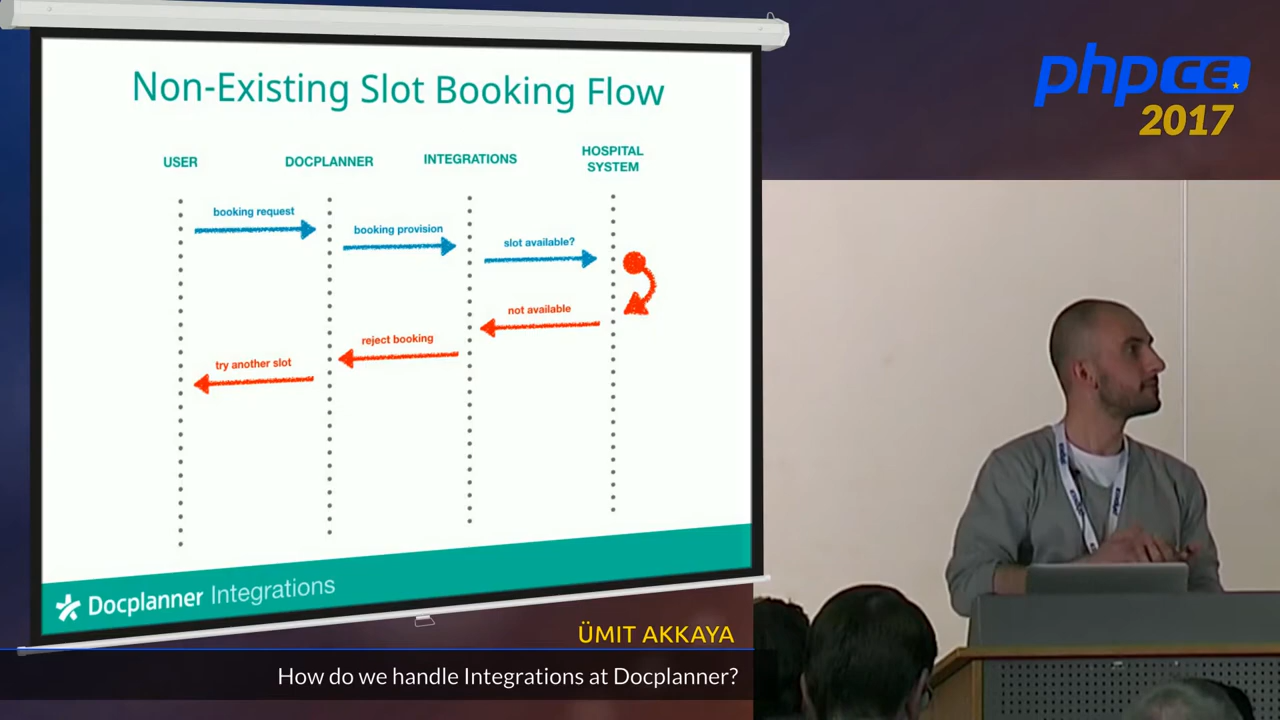 Non-Existing Slot Booking Flow
USER
DOCPLANNER
INTEGRATIONS
HOSPITAL
SYSTEM
booking request
booking provision
slot available?
not available
reject booking
try another slot
Docplanner Integrations
phpCE
2017
ÜMIT AKKAYA
How do we handle Integrations at Docplanner?